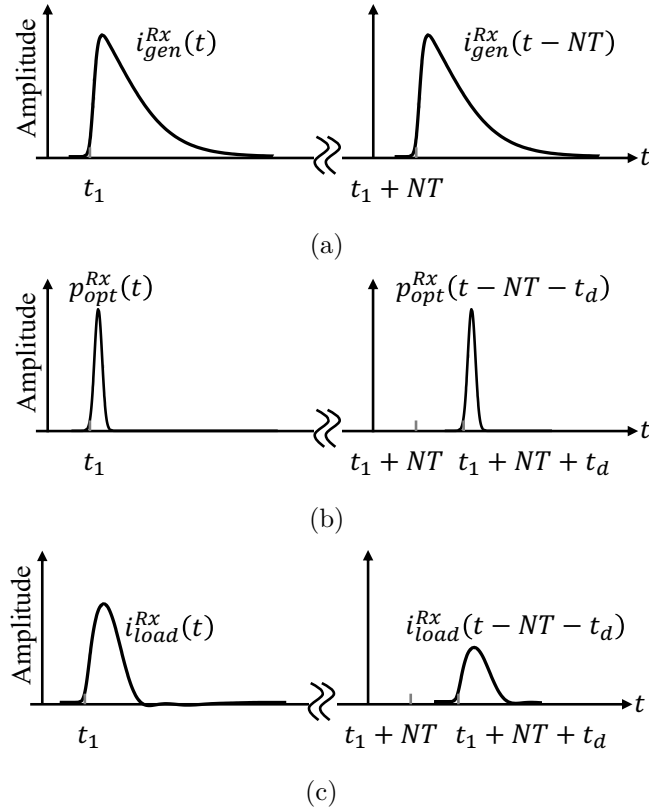 Amplitude
$i_{gen}^{Rx}(t)$ $i_{gen}^{Rx}(t - NT)$
$t$
$t_1$ $t_1 + NT$
(a)
Amplitude
$p_{opt}^{Rx}(t)$ $p_{opt}^{Rx}(t - NT - t_d)$
$t$
$t_1$ $t_1 + NT$ $t_1 + NT + t_d$
(b)
Amplitude
$i_{load}^{Rx}(t)$ $i_{load}^{Rx}(t - NT - t_d)$
$t$
$t_1$ $t_1 + NT$ $t_1 + NT + t_d$
(c)